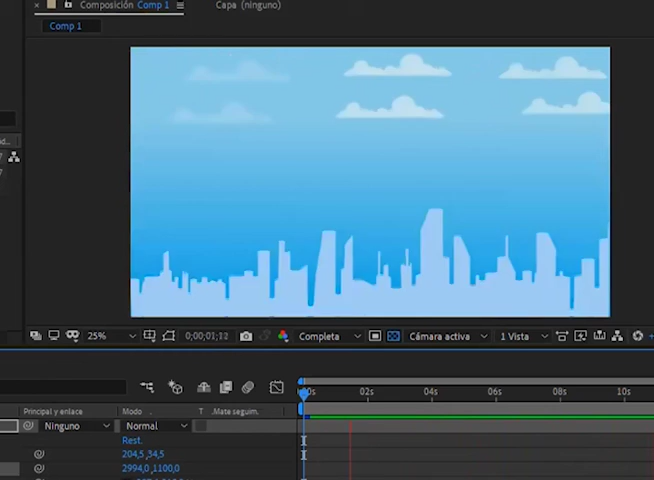 Composición Comp 1
Capa (ninguno)
Comp 1
25%
0;00;01;12
Completa
Cámara activa
1 Vista
02s
04s
06s
08s
10s
Principal y enlace
Modo
T
.Mate seguim.
Ninguno
Normal
Rest.
204,5,34,5
2994,0,1100,0